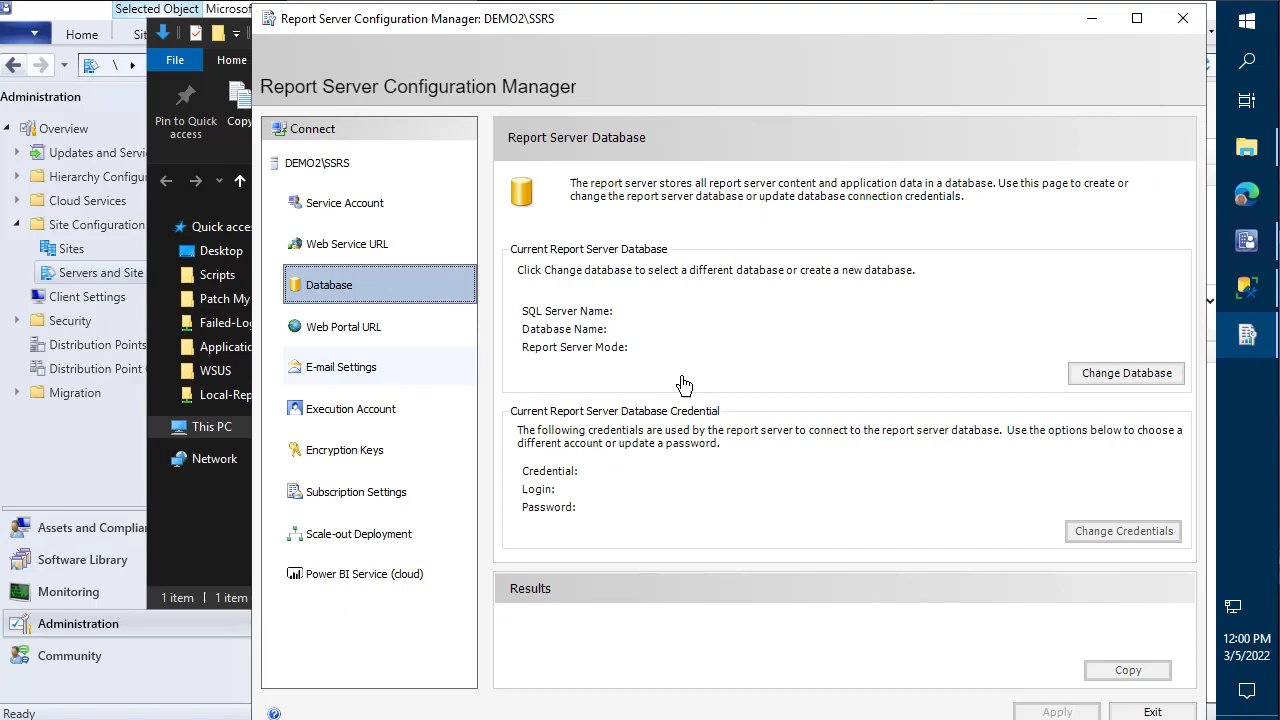 Selected Object
Microsof
Home
Sit
\
Administration
Overview
Updates and Servi
Hierarchy Configu
Cloud Services
Site Configuration
Sites
Servers and Site
Client Settings
Security
Distribution Points
Distribution Point
Migration
Assets and Complian
Software Library
Monitoring
Administration
Community
Ready
File
Home
Pin to Quick
access
Copy
Quick acces
Desktop
Scripts
Patch My
Failed-Log
Applicatio
WSUS
Local-Rep
This PC
Network
1 item
1 item
Report Server Configuration Manager: DEMO2\SSRS
Report Server Configuration Manager
Connect
DEMO2\SSRS
Service Account
Web Service URL
Database
Web Portal URL
E-mail Settings
Execution Account
Encryption Keys
Subscription Settings
Scale-out Deployment
Power BI Service (cloud)
Report Server Database
The report server stores all report server content and application data in a database. Use this page to create or
change the report server database or update database connection credentials.
Current Report Server Database
Click Change database to select a different database or create a new database.
SQL Server Name:
Database Name:
Report Server Mode:
Change Database
Current Report Server Database Credential
The following credentials are used by the report server to connect to the report server database. Use the options below to choose a
different account or update a password.
Credential:
Login:
Password:
Change Credentials
Results
Copy
Apply
Exit
12:00 PM
3/5/2022